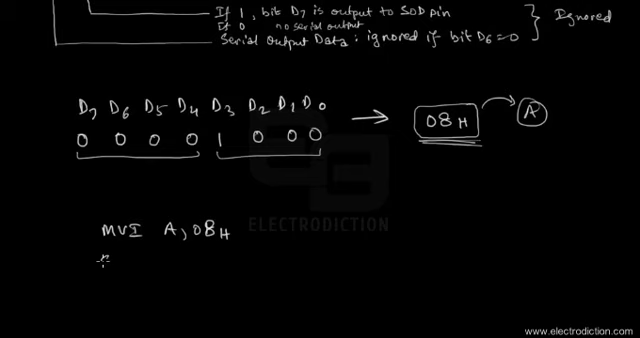 If 1, bit D7 is output to SOD pin
If 0 no serial output
Serial Output Data: ignored if bit D6=0
Ignored
D7 D6 D5 D4 D3 D2 D1 D0
0 0 0 0 1 0 0 0
08H
A
ELECTRODICTION
MVI A,08H
www.electrodiction.com